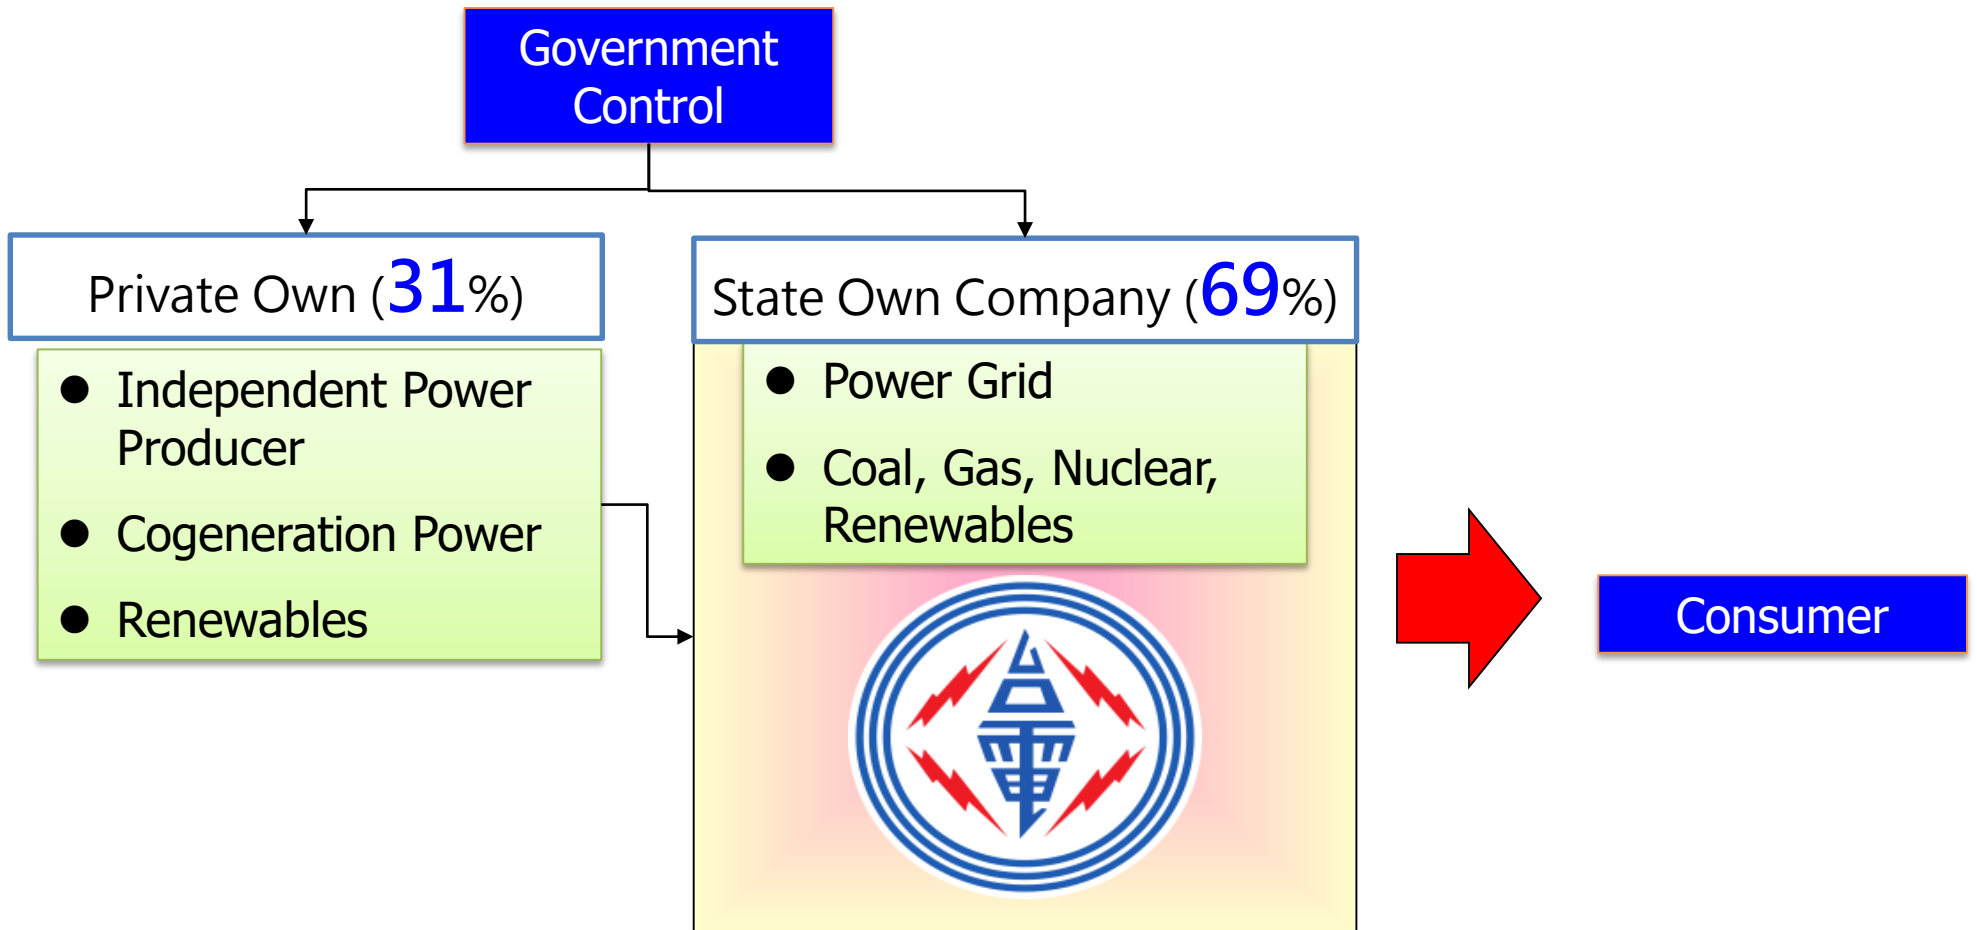 Government
Control
Private Own (31%)
State Own Company (69%)
● Independent Power
Producer
● Cogeneration Power
● Renewables
● Power Grid
● Coal, Gas, Nuclear,
Renewables
台電
Consumer